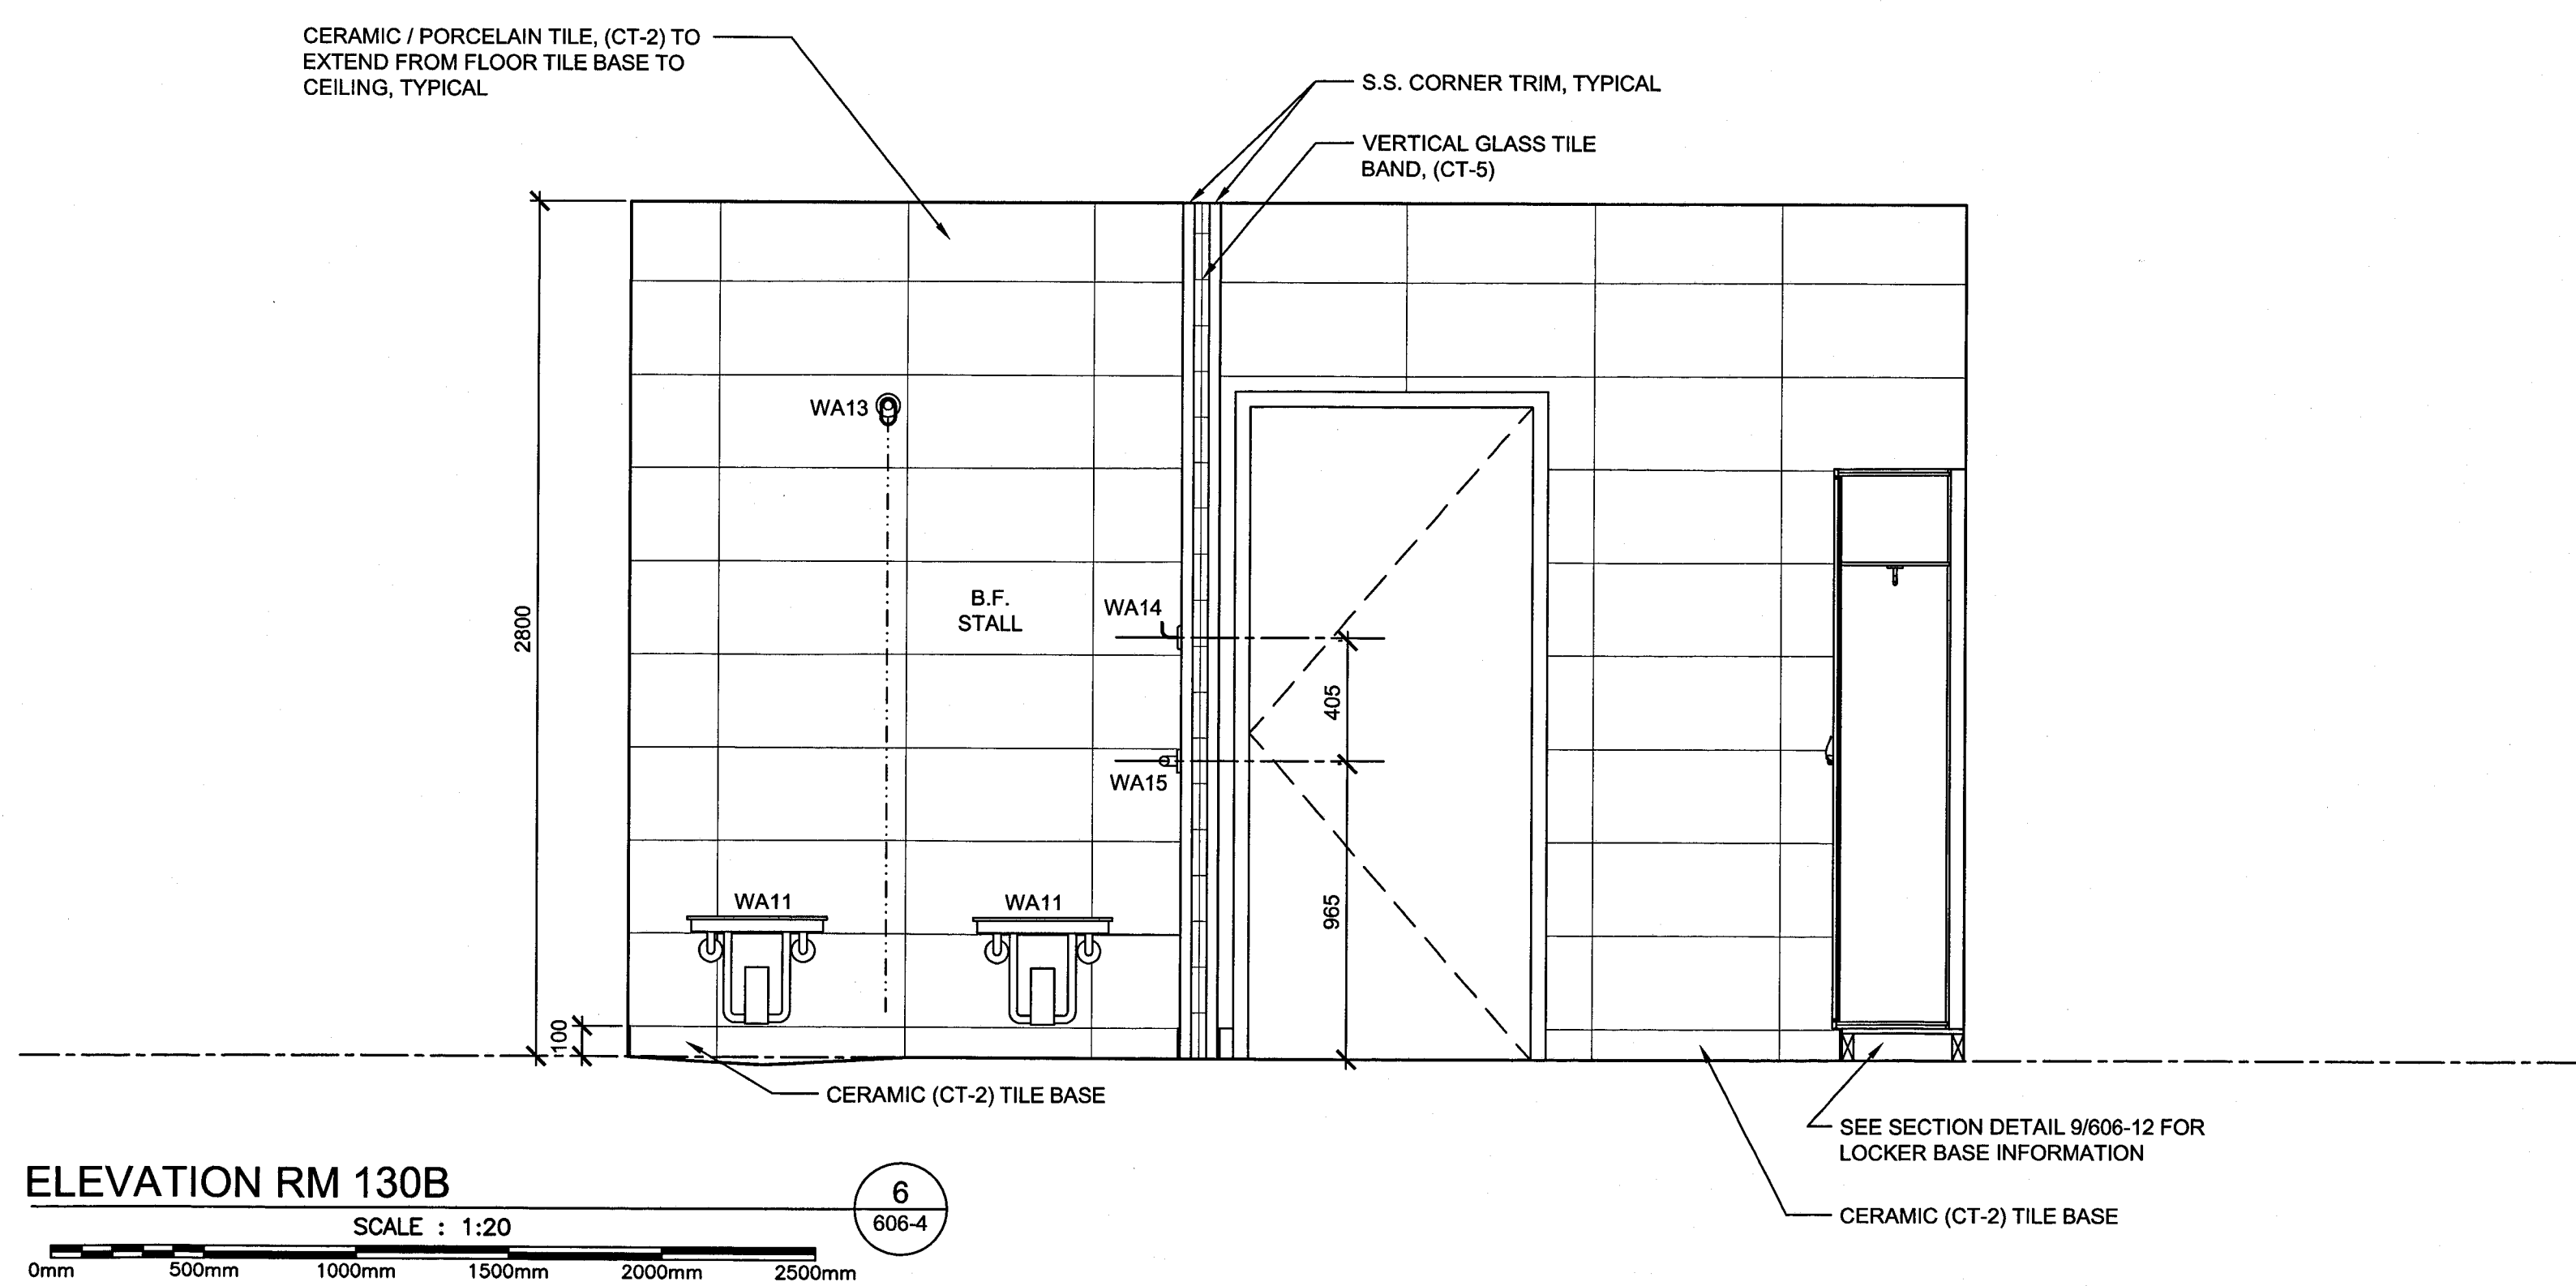 CERAMIC / PORCELAIN TILE, (CT-2) TO
EXTEND FROM FLOOR TILE BASE TO
CEILING, TYPICAL
S.S. CORNER TRIM, TYPICAL
VERTICAL GLASS TILE
BAND, (CT-5)
WA13
B.F.
STALL
WA14
2800
405
WA15
965
WA11
WA11
100
CERAMIC (CT-2) TILE BASE
SEE SECTION DETAIL 9/606-12 FOR
LOCKER BASE INFORMATION
CERAMIC (CT-2) TILE BASE
ELEVATION RM 130B
6
606-4
SCALE : 1:20
0mm 500mm 1000mm 1500mm 2000mm 2500mm